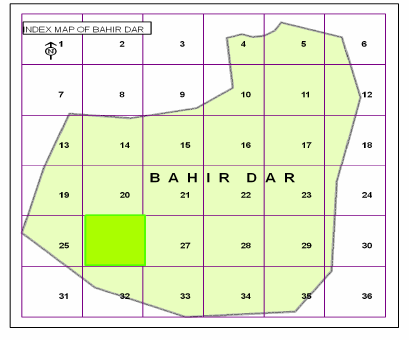 INDEX MAP OF BAHIR DAR
1 2 3 4 5 6
N
7 8 9 10 11 12
13 14 15 16 17 18
BAHIR DAR
19 20 21 22 23 24
25 27 28 29 30
31 32 33 34 35 36